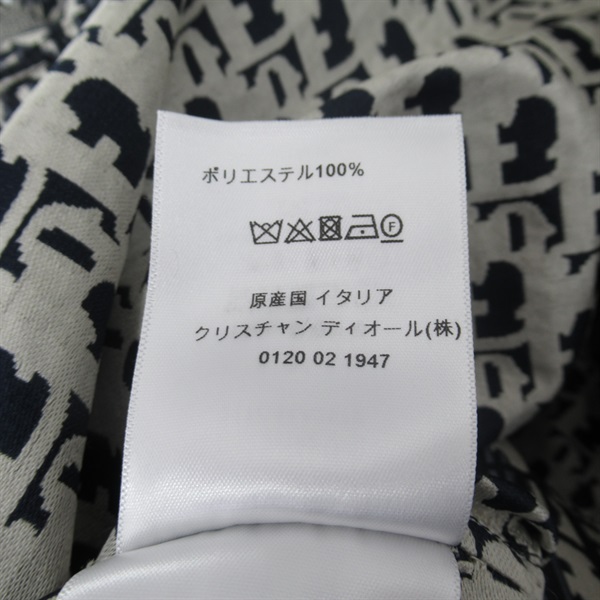 ポリエステル100%
F
原産国 イタリア
クリスチャン ディオール(株)
0120 02 1947